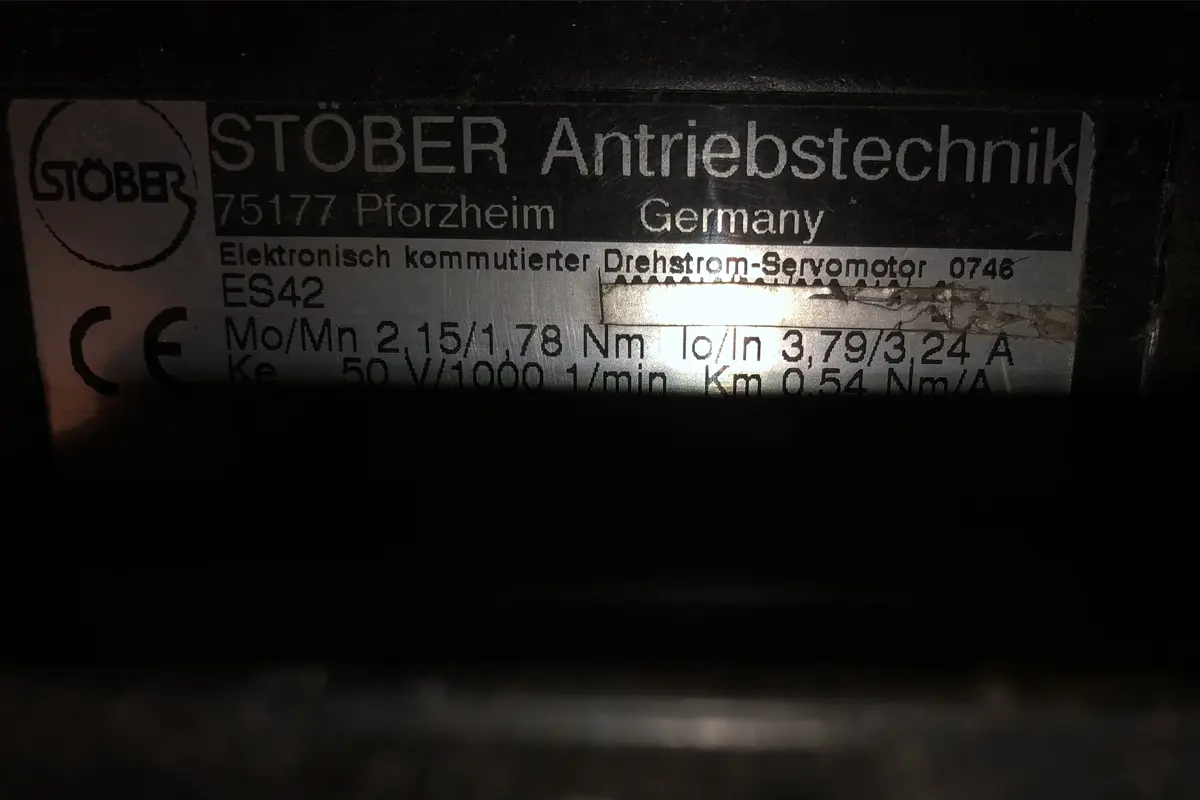 STÖBER
STÖBER Antriebstechnik
75177 Pforzheim Germany
Elektronisch kommutierter Drehstrom-Servomotor 0746
ES42
CE
Mo/Mn 2,15/1,78 Nm Io/In 3,79/3,24 A
Ke 50 V/1000 1/min Km 0,54 Nm/A